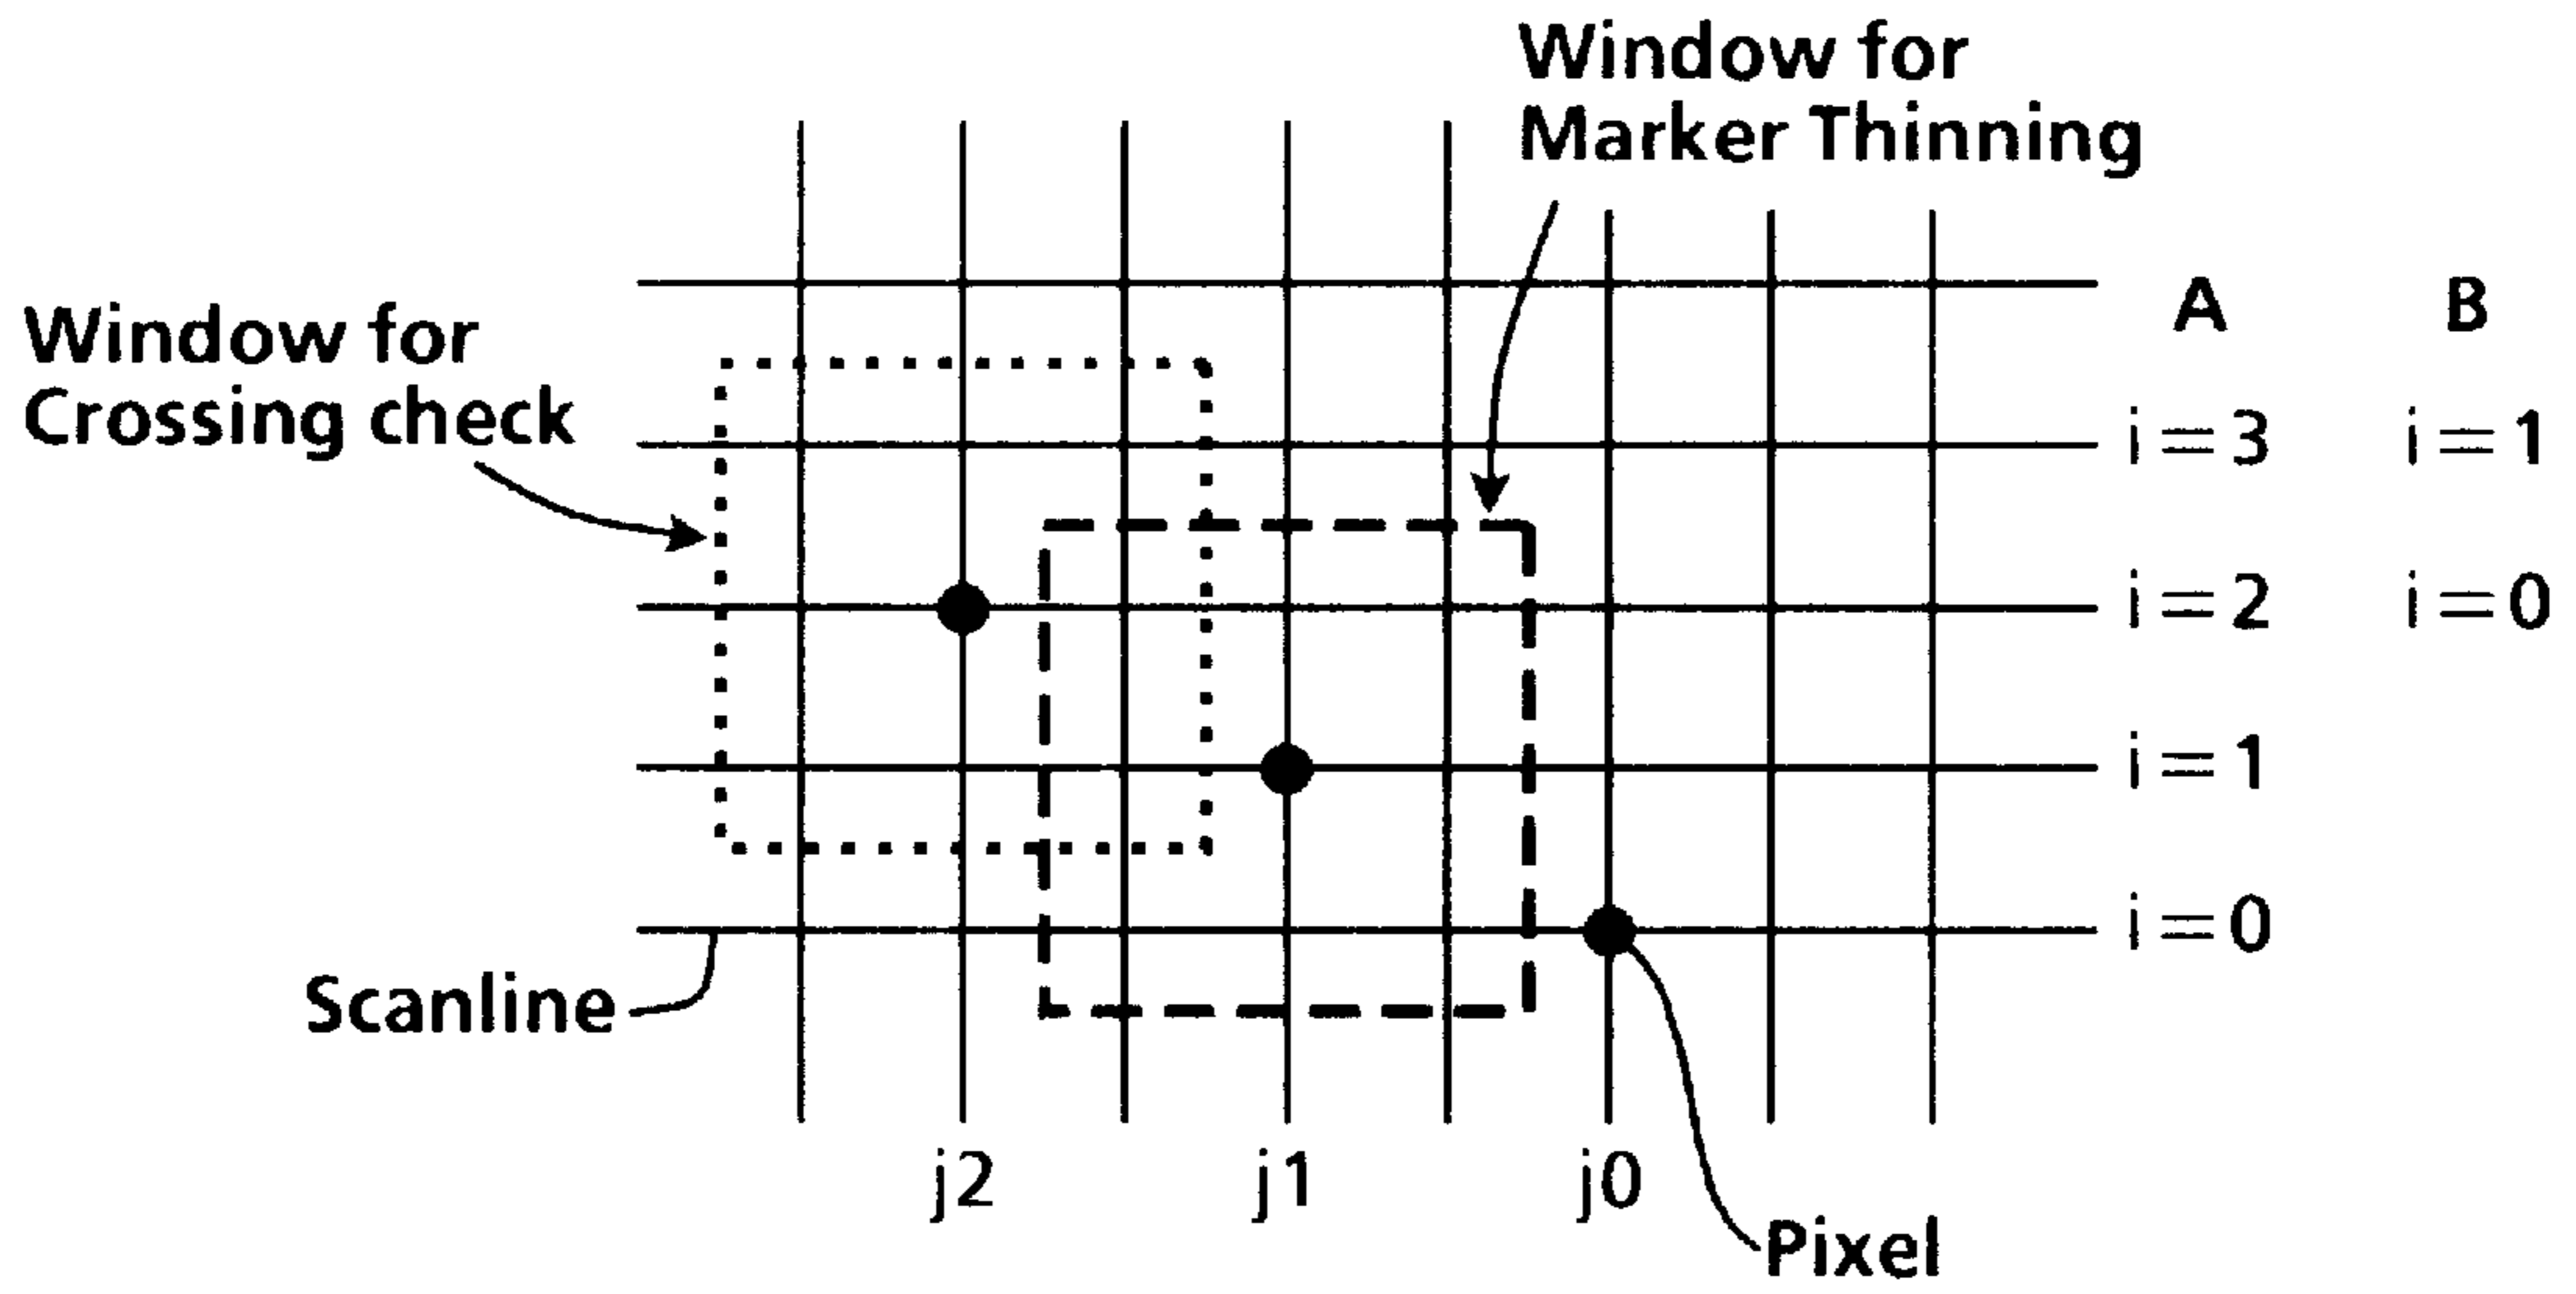 Window for
Marker Thinning
Window for
Crossing check
A B
i = 3 i = 1
i = 2 i = 0
i = 1
i = 0
Scanline
j2 j1 j0
Pixel